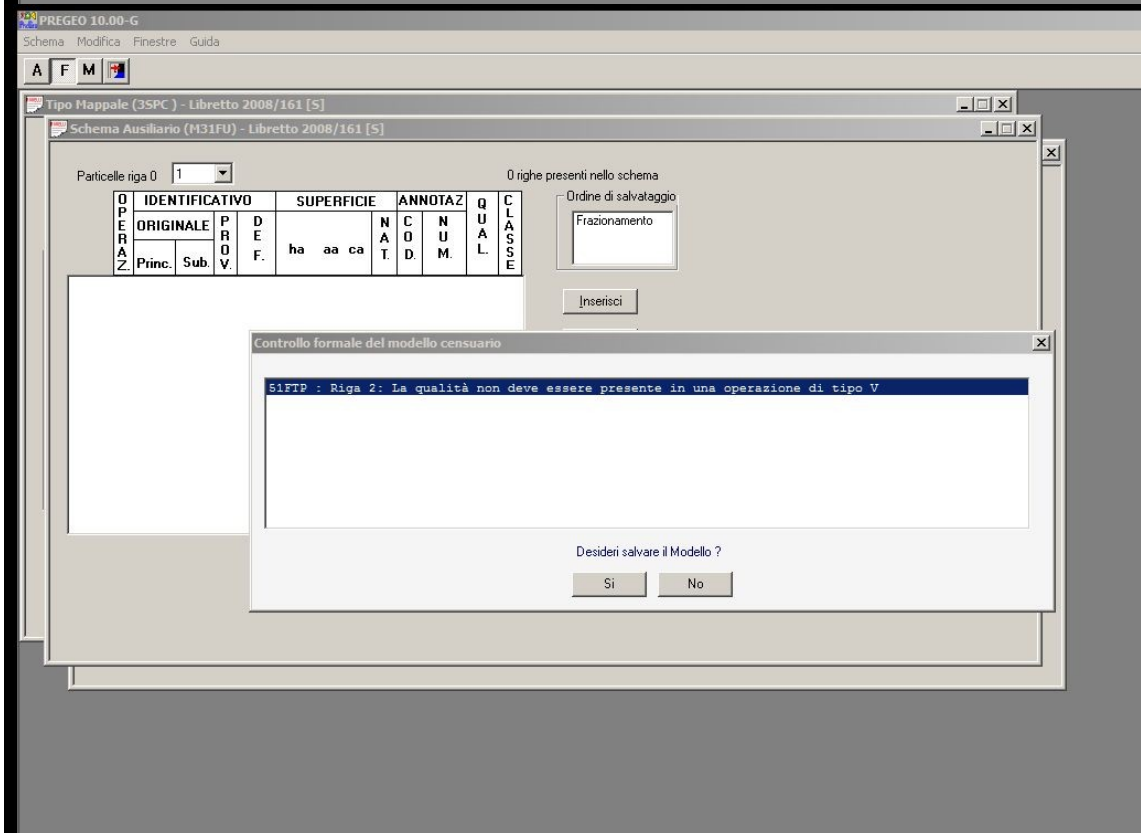 PREGEO 10.00-G
Schema Modifica Finestre Guida
A F M
Tipo Mappale (3SPC ) - Libretto 2008/161 [S]
Schema Ausiliario (M31FU) - Libretto 2008/161 [S]
Particelle riga 0 1
0 righe presenti nello schema
OPERAZ.
IDENTIFICATIVO
SUPERFICIE
ANNOTAZ
QUAL.
CLASSE
ORIGINALE
PROV.
DEF.
ha aa ca
NAT.
COD.
NUM.
Princ. Sub.
Ordine di salvataggio
Frazionamento
Inserisci
Controllo formale del modello censuario
51FTP : Riga 2: La qualità non deve essere presente in una operazione di tipo V
Desideri salvare il Modello ?
Si No